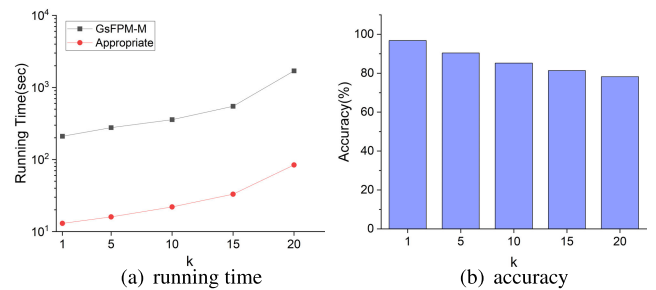 GsFPM-M
Appropriate
Running Time(sec)
10^4
10^3
10^2
10^1
1 5 10 15 20
k
(a) running time
Accuracy(%)
100
80
60
40
20
0
1 5 10 15 20
k
(b) accuracy